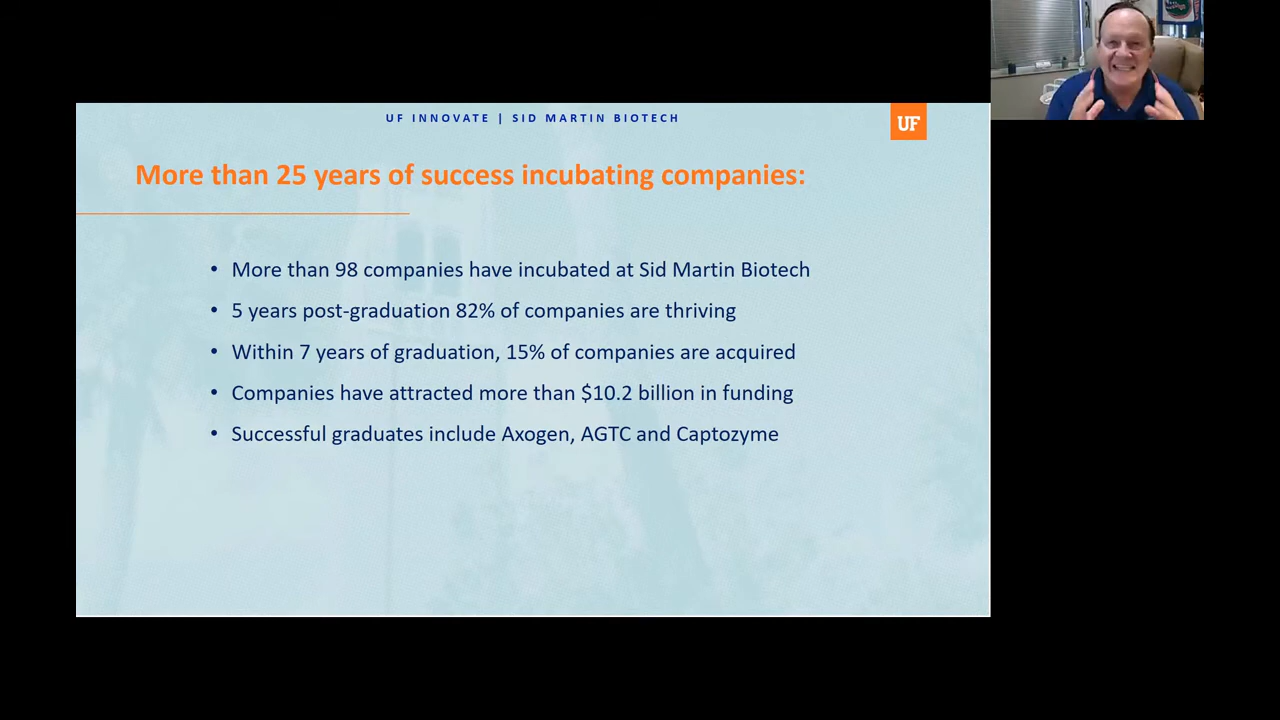 UF INNOVATE | SID MARTIN BIOTECH
UF
More than 25 years of success incubating companies:
• More than 98 companies have incubated at Sid Martin Biotech
• 5 years post-graduation 82% of companies are thriving
• Within 7 years of graduation, 15% of companies are acquired
• Companies have attracted more than $10.2 billion in funding
• Successful graduates include Axogen, AGTC and Captozyme